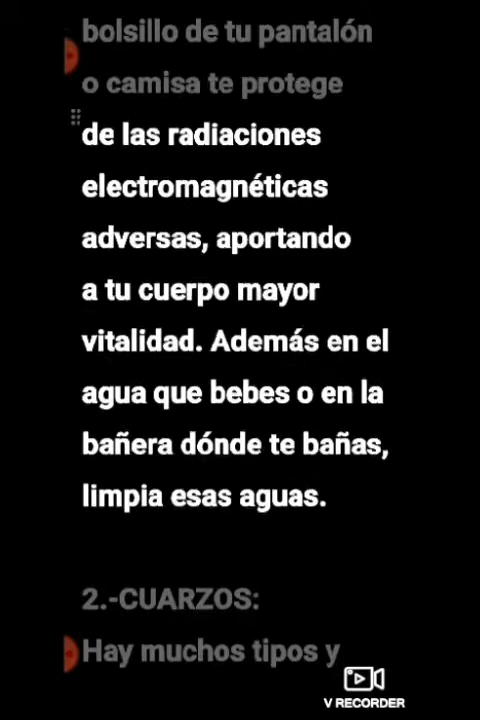 bolsillo de tu pantalón
o camisa te protege
de las radiaciones
electromagnéticas
adversas, aportando
a tu cuerpo mayor
vitalidad. Además en el
agua que bebes o en la
bañera dónde te bañas,
limpia esas aguas.
2.-CUARZOS:
Hay muchos tipos y
V RECORDER